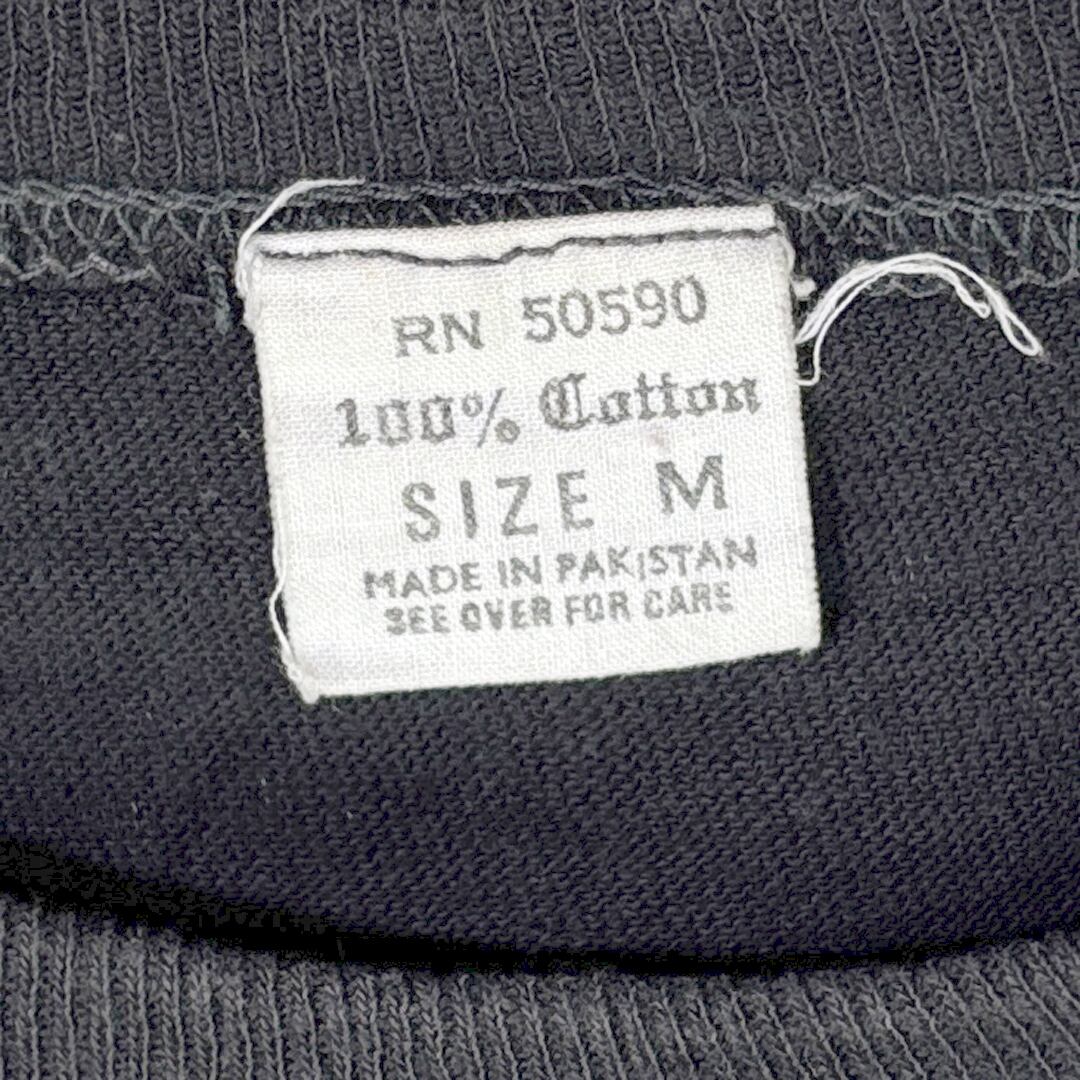 RN 50590
100% Cotton
SIZE M
MADE IN PAKISTAN
SEE OVER FOR CARE